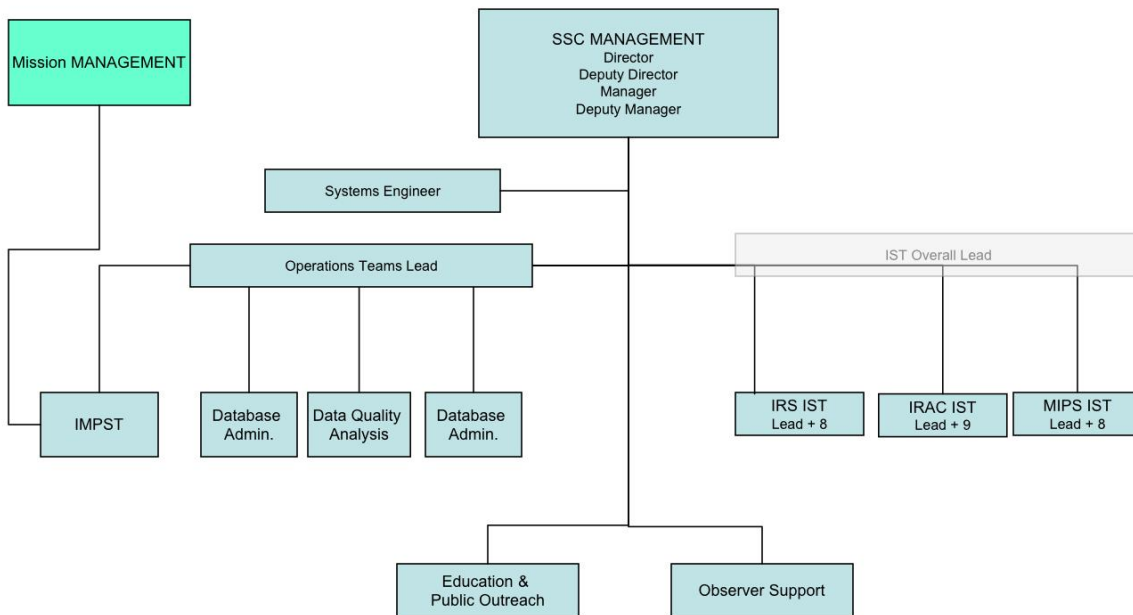 Mission MANAGEMENT
SSC MANAGEMENT
Director
Deputy Director
Manager
Deputy Manager
Systems Engineer
Operations Teams Lead
IST Overall Lead
IMPST
Database
Admin.
Data Quality
Analysis
Database
Admin.
IRS IST
Lead + 8
IRAC IST
Lead + 9
MIPS IST
Lead + 8
Education &
Public Outreach
Observer Support